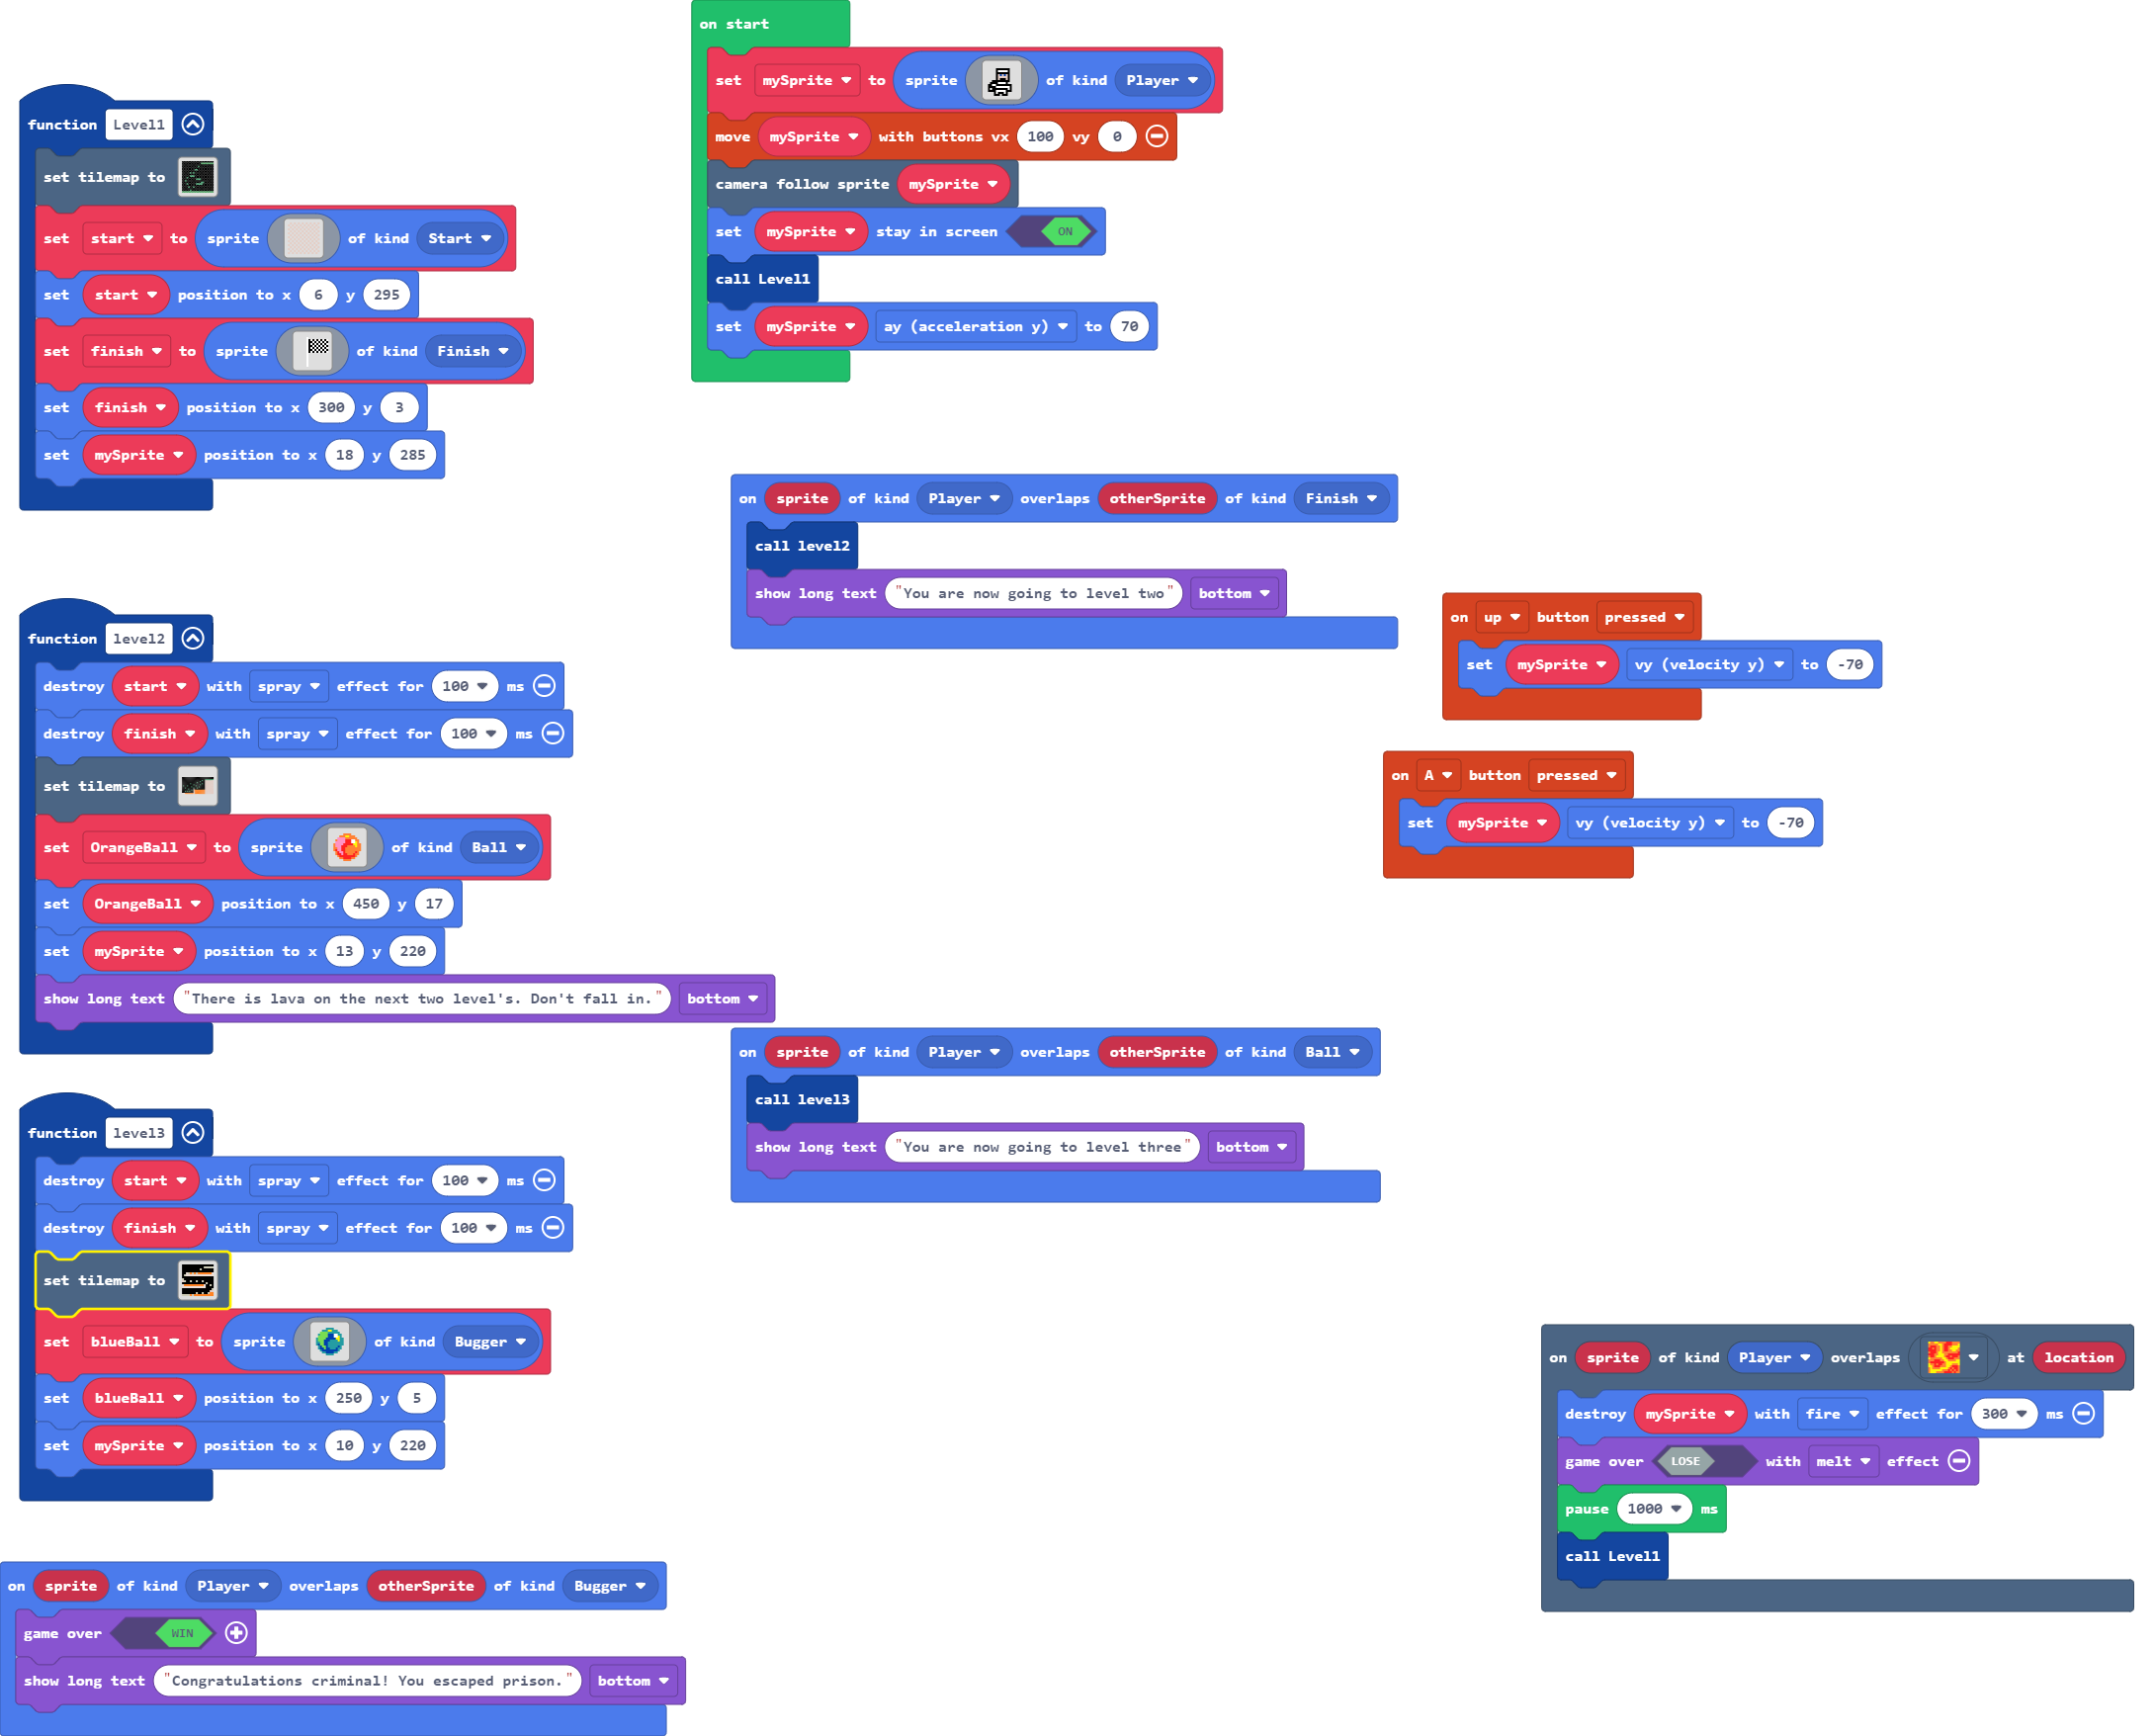 on start
set mySprite to sprite of kind Player
move mySprite with buttons vx 100 vy 0
camera follow sprite mySprite
set mySprite stay in screen ON
call Level1
set mySprite ay (acceleration y) to 70
function Level1
set tilemap to
set start to sprite of kind Start
set start position to x 6 y 295
set finish to sprite of kind Finish
set finish position to x 300 y 3
set mySprite position to x 18 y 285
on sprite of kind Player overlaps otherSprite of kind Finish
call level2
show long text "You are now going to level two" bottom
on up button pressed
set mySprite vy (velocity y) to -70
on A button pressed
set mySprite vy (velocity y) to -70
function level2
destroy start with spray effect for 100 ms
destroy finish with spray effect for 100 ms
set tilemap to
set OrangeBall to sprite of kind Ball
set OrangeBall position to x 450 y 17
set mySprite position to x 13 y 220
show long text "There is lava on the next two level's. Don't fall in." bottom
on sprite of kind Player overlaps otherSprite of kind Ball
call level3
show long text "You are now going to level three" bottom
function level3
destroy start with spray effect for 100 ms
destroy finish with spray effect for 100 ms
set tilemap to
set blueBall to sprite of kind Bugger
set blueBall position to x 250 y 5
set mySprite position to x 10 y 220
on sprite of kind Player overlaps at location
destroy mySprite with fire effect for 300 ms
game over LOSE with melt effect
pause 1000 ms
call Level1
on sprite of kind Player overlaps otherSprite of kind Bugger
game over WIN
show long text "Congratulations criminal! You escaped prison." bottom